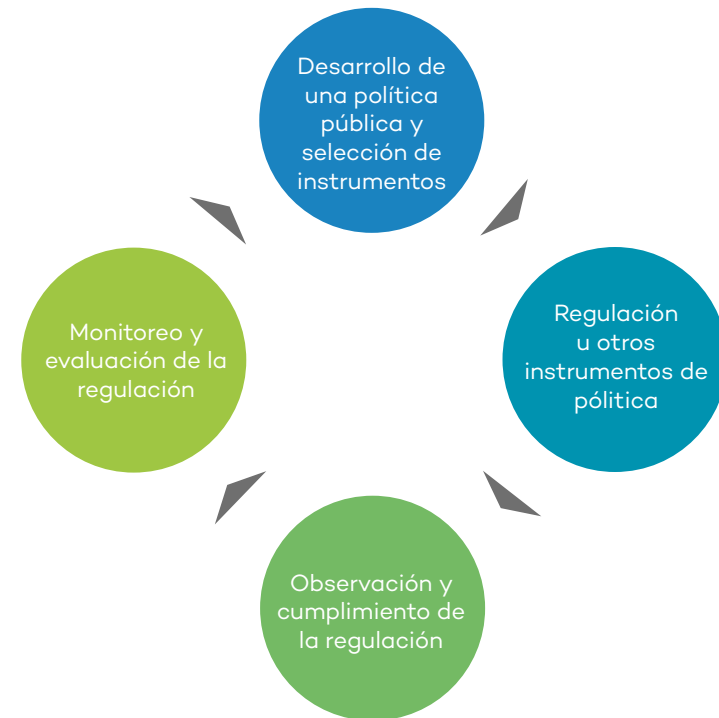 Desarrollo de
una política
pública y
selección de
instrumentos
Regulación
u otros
instrumentos de
pólitica
Observación y
cumplimiento de
la regulación
Monitoreo y
evaluación de la
regulación